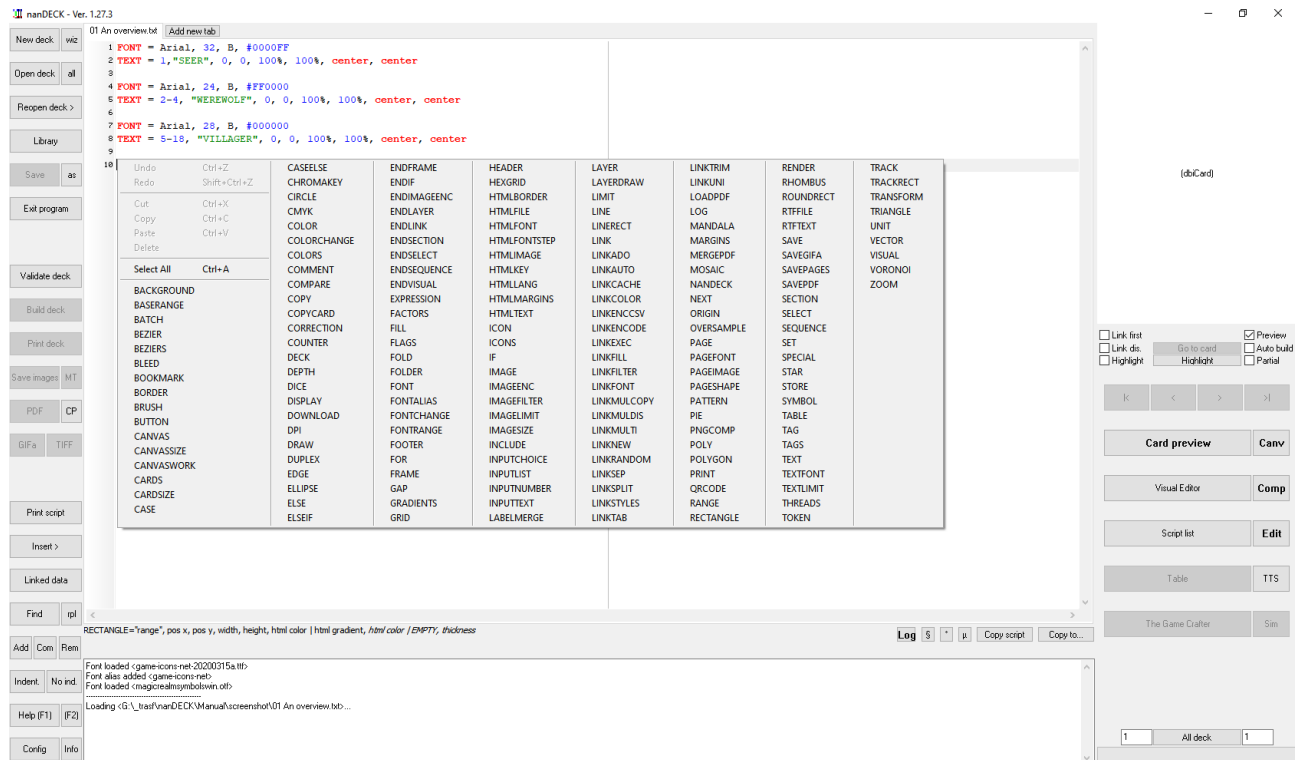 nanDECK - Ver. 1.27.3
New deck wiz
Open deck all
Reopen deck >
Library
Save as
Exit program
Validate deck
Build deck
Print deck
Save images MT
PDF CP
GIFa TIFF
Print script
Insert >
Linked data
Find rpl
Add Com Rem
Indent. No ind.
Help (F1) (F2)
Config Info
01 An overview.txt Add new tab
1 FONT = Arial, 32, B, #0000FF
2 TEXT = 1,"SEER", 0, 0, 100%, 100%, center, center
3
4 FONT = Arial, 24, B, #FF0000
5 TEXT = 2-4, "WEREWOLF", 0, 0, 100%, 100%, center, center
6
7 FONT = Arial, 28, B, #000000
8 TEXT = 5-18, "VILLAGER", 0, 0, 100%, 100%, center, center
9
10
Undo Ctrl+Z
Redo Shift+Ctrl+Z
Cut Ctrl+X
Copy Ctrl+C
Paste Ctrl+V
Delete
Select All Ctrl+A
BACKGROUND
BASERANGE
BATCH
BEZIER
BEZIERS
BLEED
BOOKMARK
BORDER
BRUSH
BUTTON
CANVAS
CANVASSIZE
CANVASWORK
CARDS
CARDSIZE
CASE
CASEELSE
CHROMAKEY
CIRCLE
CMYK
COLOR
COLORCHANGE
COLORS
COMMENT
COMPARE
COPY
COPYCARD
CORRECTION
COUNTER
DECK
DEPTH
DICE
DISPLAY
DOWNLOAD
DPI
DRAW
DUPLEX
EDGE
ELLIPSE
ELSE
ELSEIF
ENDFRAME
ENDIF
ENDIMAGEENC
ENDLAYER
ENDLINK
ENDSECTION
ENDSELECT
ENDSEQUENCE
ENDVISUAL
EXPRESSION
FACTORS
FILL
FLAGS
FOLD
FOLDER
FONT
FONTALIAS
FONTCHANGE
FONTRANGE
FOOTER
FOR
FRAME
GAP
GRADIENTS
GRID
HEADER
HEXGRID
HTMLBORDER
HTMLFILE
HTMLFONT
HTMLFONTSTEP
HTMLIMAGE
HTMLKEY
HTMLLANG
HTMLMARGINS
HTMLTEXT
ICON
ICONS
IF
IMAGE
IMAGEENC
IMAGEFILTER
IMAGELIMIT
IMAGESIZE
INCLUDE
INPUTCHOICE
INPUTLIST
INPUTNUMBER
INPUTTEXT
LABELMERGE
LAYER
LAYERDRAW
LIMIT
LINE
LINERECT
LINK
LINKADO
LINKAUTO
LINKCACHE
LINKCOLOR
LINKENCCSV
LINKENCODE
LINKEXEC
LINKFILL
LINKFILTER
LINKFONT
LINKMULCOPY
LINKMULDIS
LINKMULTI
LINKNEW
LINKRANDOM
LINKSEP
LINKSPLIT
LINKSTYLES
LINKTAB
LINKTRIM
LINKUNI
LOADPDF
LOG
MANDALA
MARGINS
MERGEPDF
MOSAIC
NANDECK
NEXT
ORIGIN
OVERSAMPLE
PAGE
PAGEFONT
PAGEIMAGE
PAGESHAPE
PATTERN
PIE
PNGCOMP
POLY
POLYGON
PRINT
QRCODE
RANGE
RECTANGLE
RENDER
RHOMBUS
ROUNDRECT
RTFFILE
RTFTEXT
SAVE
SAVEGIFA
SAVEPAGES
SAVEPDF
SECTION
SELECT
SEQUENCE
SET
SPECIAL
STAR
STORE
SYMBOL
TABLE
TAG
TAGS
TEXT
TEXTFONT
TEXTLIMIT
THREADS
TOKEN
TRACK
TRACKRECT
TRANSFORM
TRIANGLE
UNIT
VECTOR
VISUAL
VORONOI
ZOOM
RECTANGLE="range", pos x, pos y, width, height, html color | html gradient, html color | EMPTY, thickness
Log § ° µ Copy script Copy to...
Font loaded <game-icons-net-20200315a.ttf>
Font alias added <game-icons-net>
Font loaded <magicrealmsymbolswin.otf>
Loading <G:\_trasf\nanDECK\Manual\screenshot\01 An overview.txt>...
(dbiCard)
Link first Preview
Link dis. Go to card Auto build
Highlight Highlight Partial
|< < > >|
Card preview Canv
Visual Editor Comp
Script list Edit
Table TTS
The Game Crafter Sim
1 All deck 1